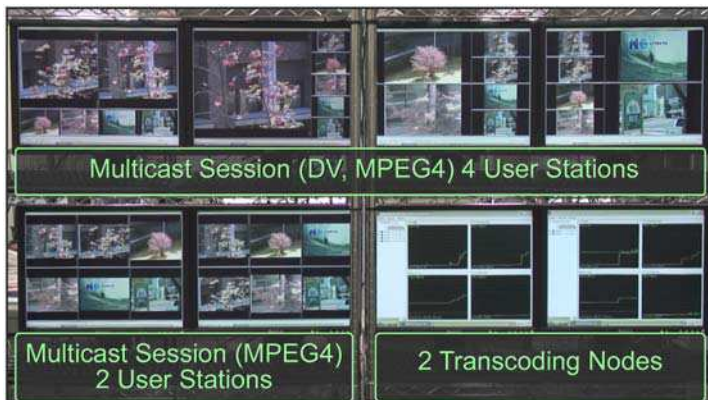 Multicast Session (DV, MPEG4) 4 User Stations
Multicast Session (MPEG4)
2 User Stations
2 Transcoding Nodes